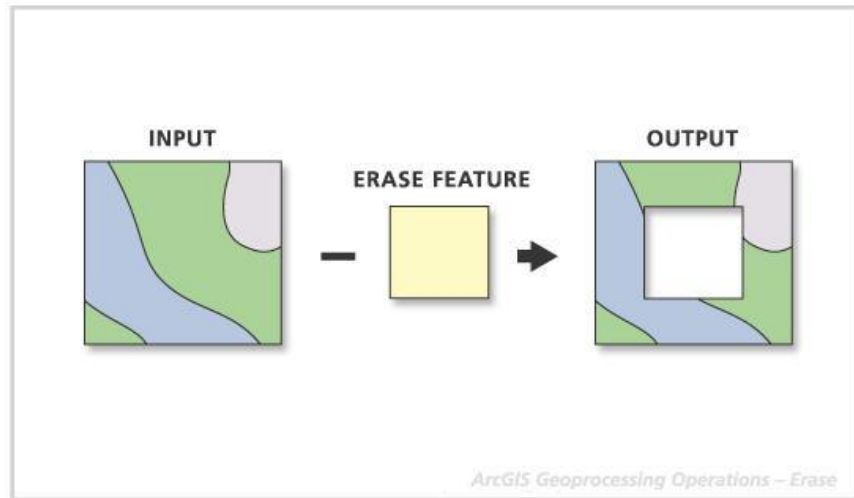 INPUT
ERASE FEATURE
OUTPUT
ArcGIS Geoprocessing Operations – Erase